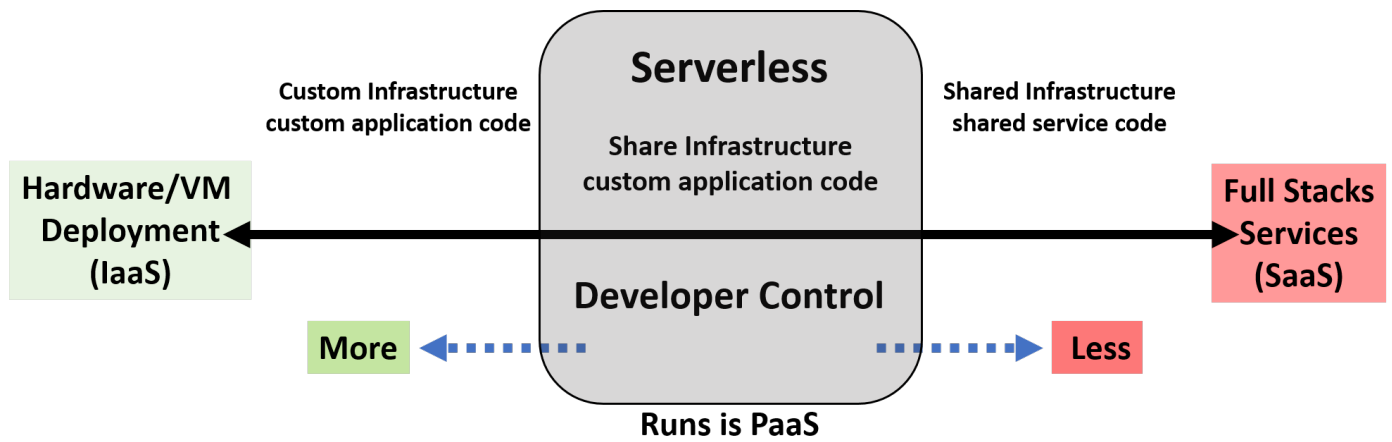 Serverless
Custom Infrastructure
custom application code
Shared Infrastructure
shared service code
Share Infrastructure
custom application code
Hardware/VM
Deployment
(IaaS)
Full Stacks
Services
(SaaS)
Developer Control
More
Less
Runs is PaaS